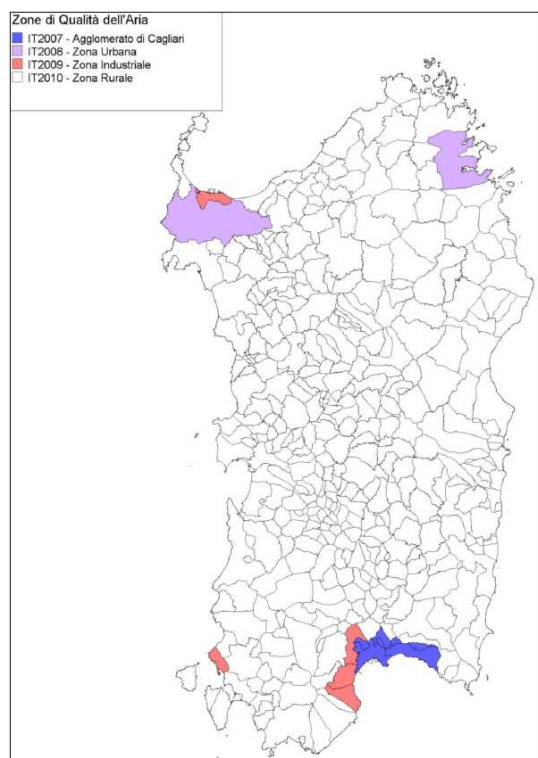 Zone di Qualità dell'Aria
IT2007 - Agglomerato di Cagliari
IT2008 - Zona Urbana
IT2009 - Zona Industriale
IT2010 - Zona Rurale